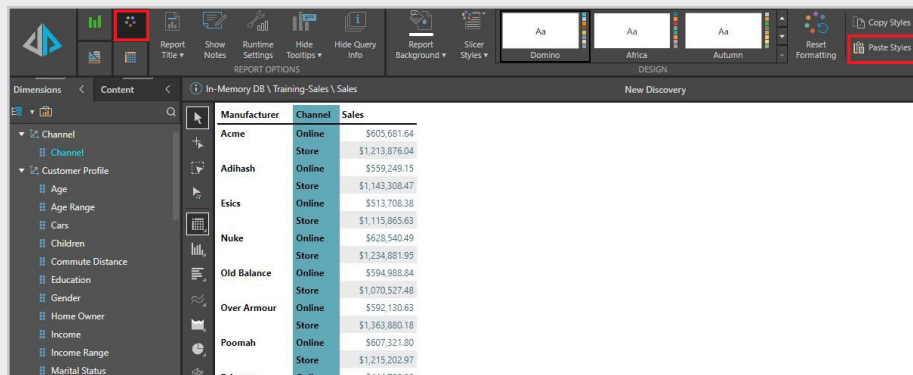 Report Title
Show Notes
Runtime Settings
Hide Tooltips
Hide Query Info
Report Background
Slicer Styles
REPORT OPTIONS
Aa
Domino
Aa
Africa
Aa
Autumn
Reset Formatting
DESIGN
Copy Styles
Paste Styles
Dimensions
Content
In-Memory DB \ Training-Sales \ Sales
New Discovery
Channel
Channel
Customer Profile
Age
Age Range
Cars
Children
Commute Distance
Education
Gender
Home Owner
Income
Income Range
Marital Status
Manufacturer Channel Sales
Acme Online $605,681.64
Store $1,213,876.04
Adihash Online $559,249.15
Store $1,143,308.47
Esics Online $513,708.38
Store $1,115,865.63
Nuke Online $628,540.49
Store $1,234,881.95
Old Balance Online $594,988.84
Store $1,070,527.48
Over Armour Online $592,130.63
Store $1,363,880.18
Poomah Online $607,321.80
Store $1,215,202.97